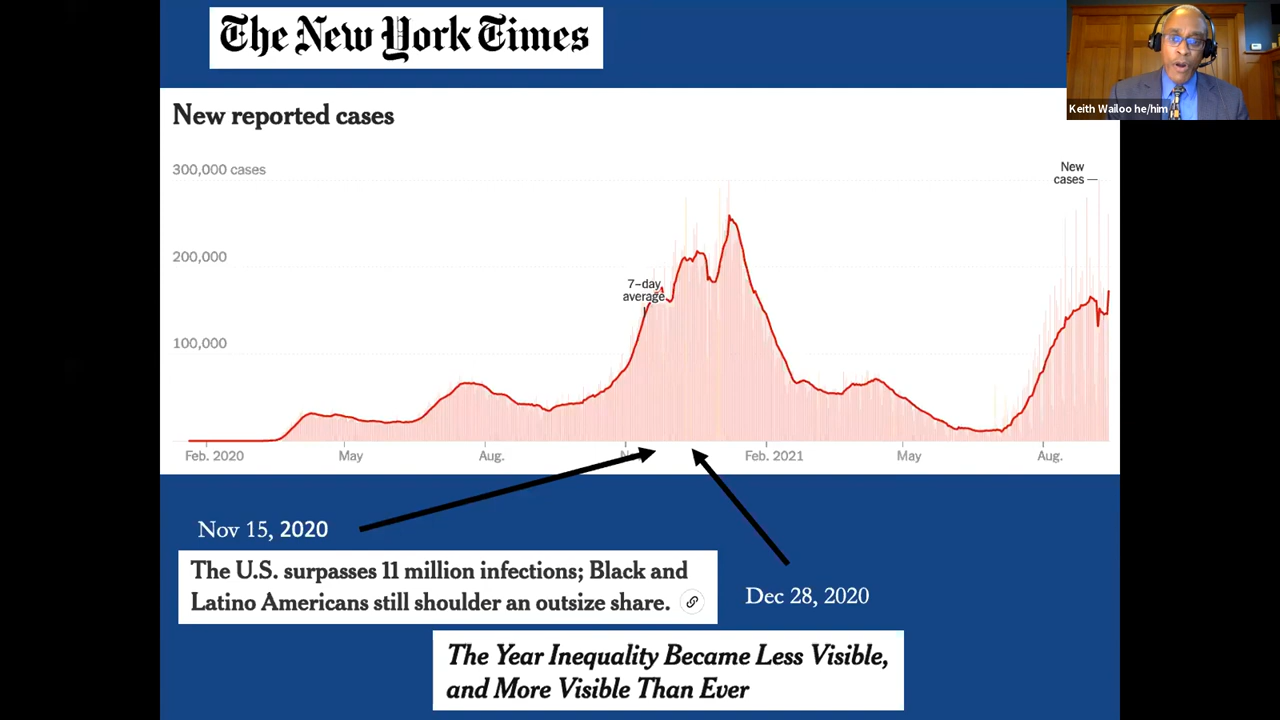 The New York Times
Keith Wailoo he/him
New reported cases
300,000 cases
New
cases
200,000
7–day
average
100,000
Feb. 2020
May
Aug.
Feb. 2021
May
Aug.
Nov 15, 2020
The U.S. surpasses 11 million infections; Black and
Latino Americans still shoulder an outsize share.
Dec 28, 2020
The Year Inequality Became Less Visible,
and More Visible Than Ever